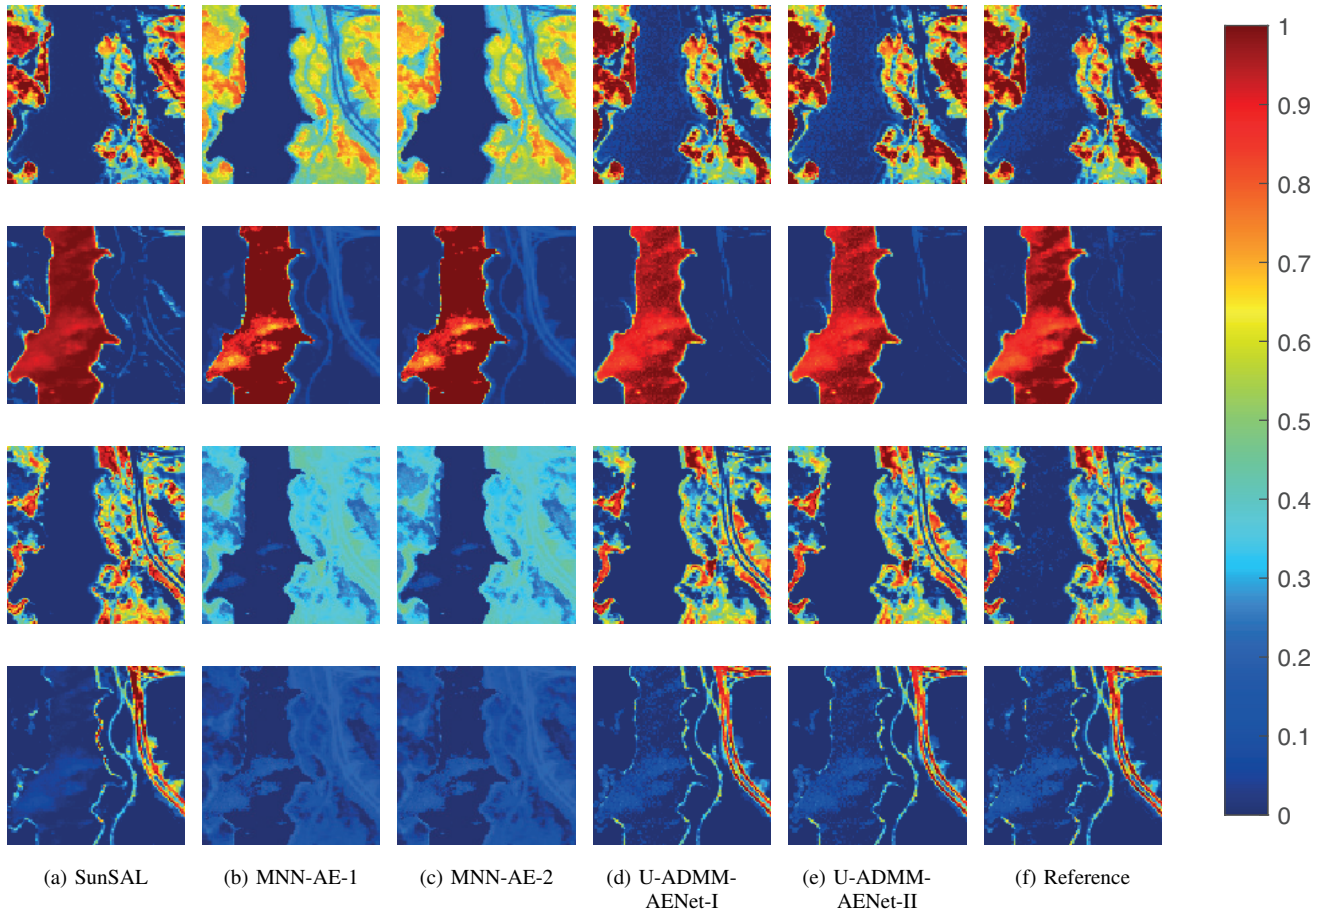 1
0.9
0.8
0.7
0.6
0.5
0.4
0.3
0.2
0.1
0
(a) SunSAL
(b) MNN-AE-1
(c) MNN-AE-2
(d) U-ADMM-
AENet-I
(e) U-ADMM-
AENet-II
(f) Reference